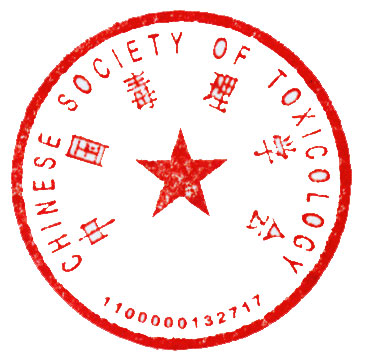 CHINESE SOCIETY OF TOXICOLOGY
中国毒理学会
1100000132717